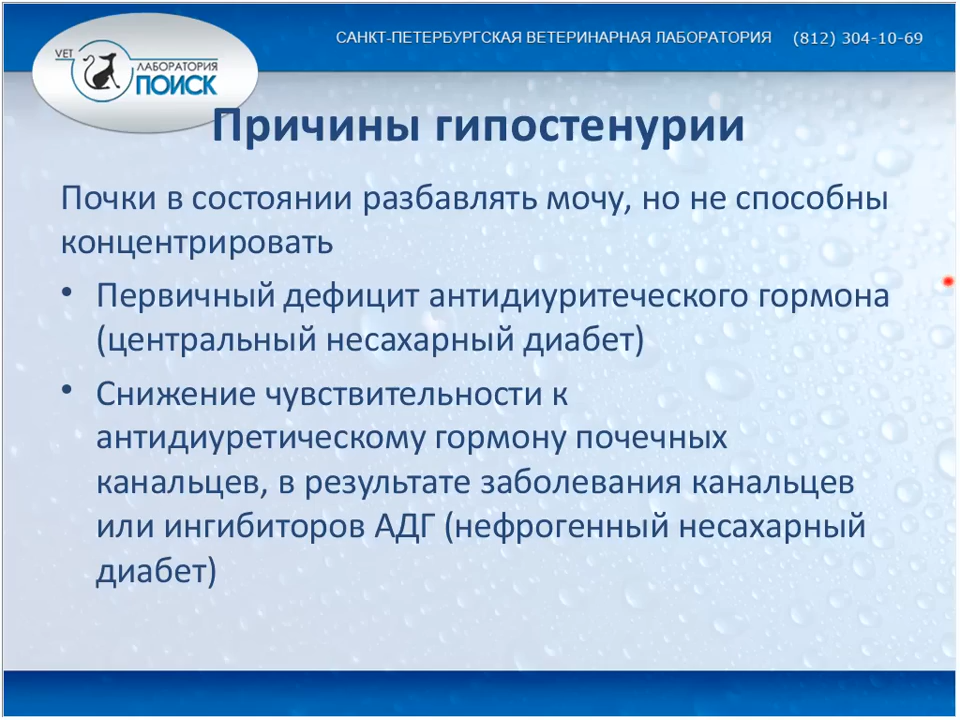 САНКТ-ПЕТЕРБУРГСКАЯ ВЕТЕРИНАРНАЯ ЛАБОРАТОРИЯ (812) 304-10-69
VET
ЛАБОРАТОРИЯ
ПОИСК
Причины гипостенурии
Почки в состоянии разбавлять мочу, но не способны
концентрировать
• Первичный дефицит антидиуритеческого гормона
(центральный несахарный диабет)
• Снижение чувствительности к
антидиуретическому гормону почечных
канальцев, в результате заболевания канальцев
или ингибиторов АДГ (нефрогенный несахарный
диабет)